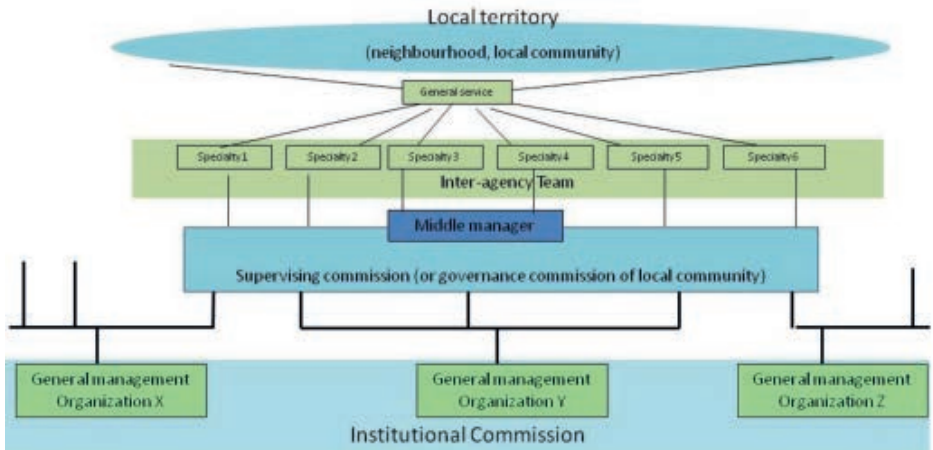 Local territory
(neighbourhood, local community)
General service
Specialty1
Specialty2
Specialty3
Specialty4
Specialty5
Specialty6
Inter-agency Team
Middle manager
Supervising commission (or governance commission of local community)
General management
Organization X
General management
Organization Y
General management
Organization Z
Institutional Commission